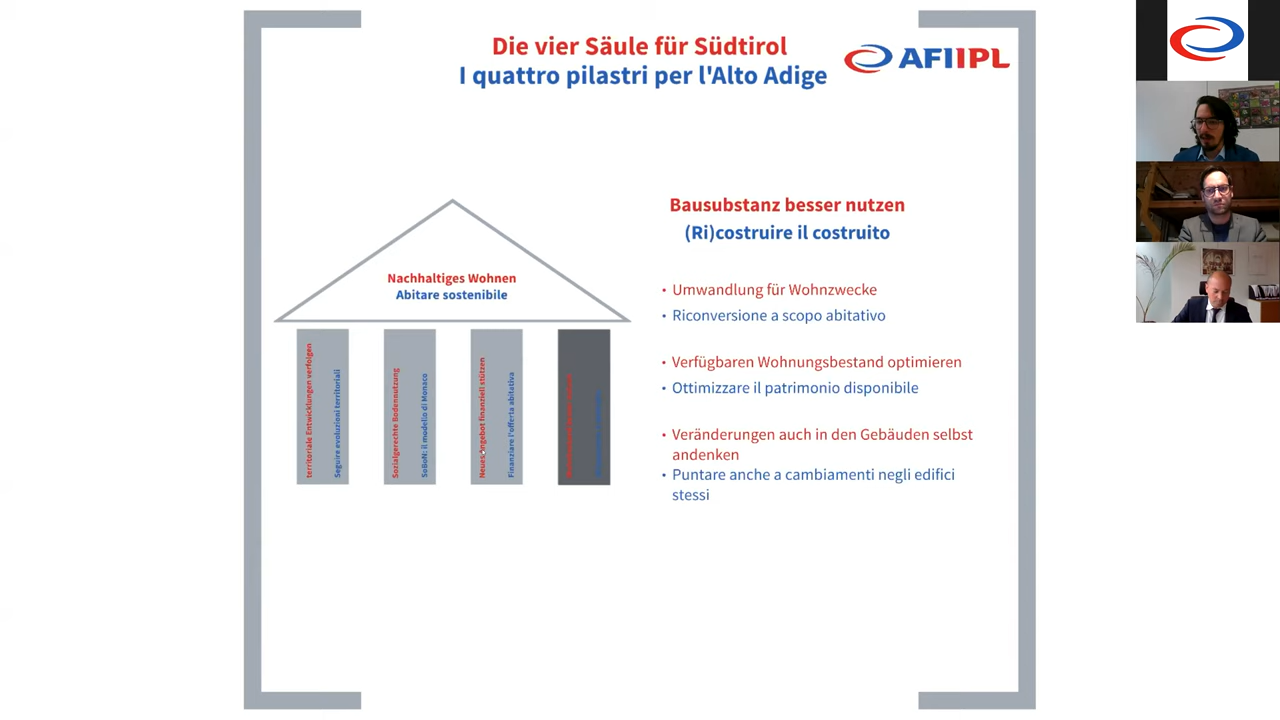 Die vier Säule für Südtirol
I quattro pilastri per l'Alto Adige
AFIIPL
Bausubstanz besser nutzen
(Ri)costruire il costruito
Nachhaltiges Wohnen
Abitare sostenibile
• Umwandlung für Wohnzwecke
• Riconversione a scopo abitativo
• Verfügbaren Wohnungsbestand optimieren
• Ottimizzare il patrimonio disponibile
• Veränderungen auch in den Gebäuden selbst
andenken
• Puntare anche a cambiamenti negli edifici
stessi
territoriale Entwicklungen verfolgen
Seguire evoluzioni territoriali
Sozialgerechte Bodennutzung
SoBoN: il modello di Monaco
Neues Angebot finanziell stützen
Finanziare l'offerta abitativa